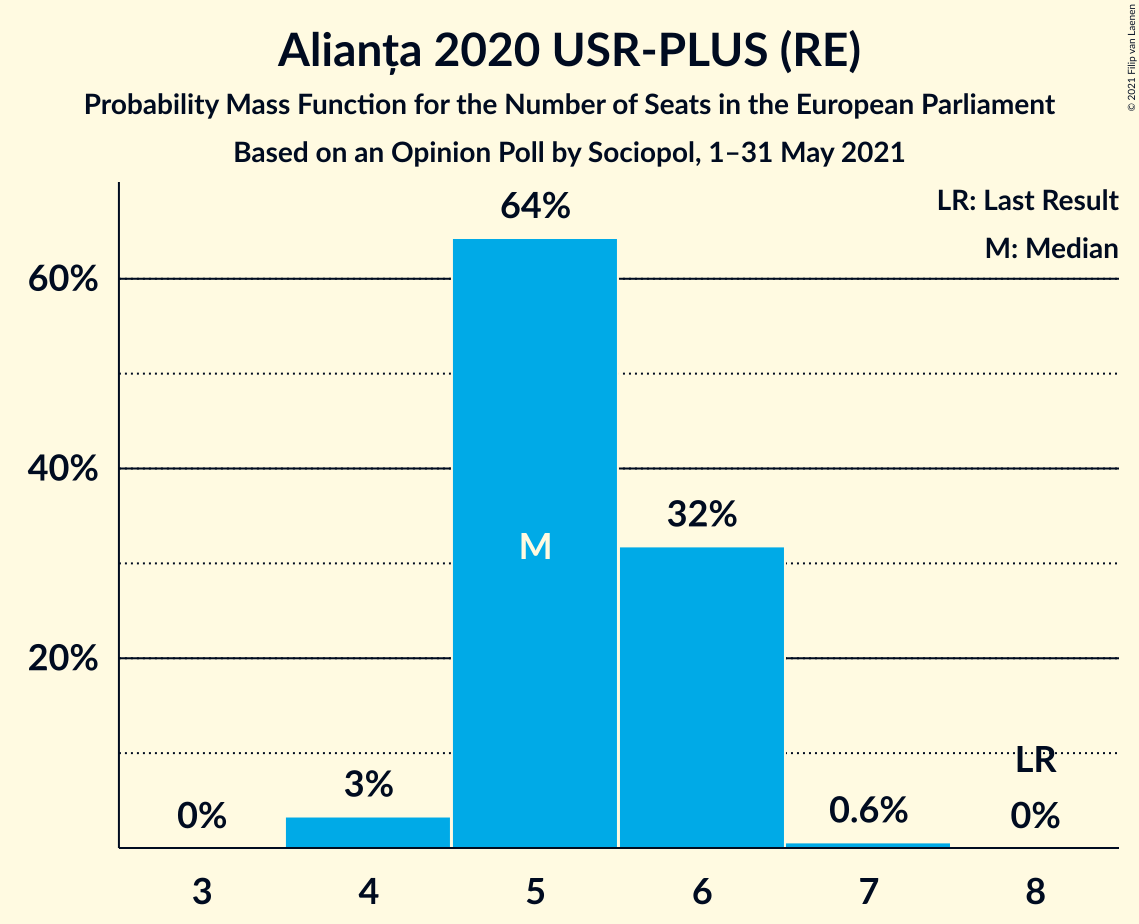 Alianța 2020 USR-PLUS (RE)
Probability Mass Function for the Number of Seats in the European Parliament
Based on an Opinion Poll by Sociopol, 1–31 May 2021
© 2021 Filip van Laenen
LR: Last Result
M: Median
64%
60%
40%
32%
M
20%
LR
3%
0%
0.6%
0%
3 4 5 6 7 8